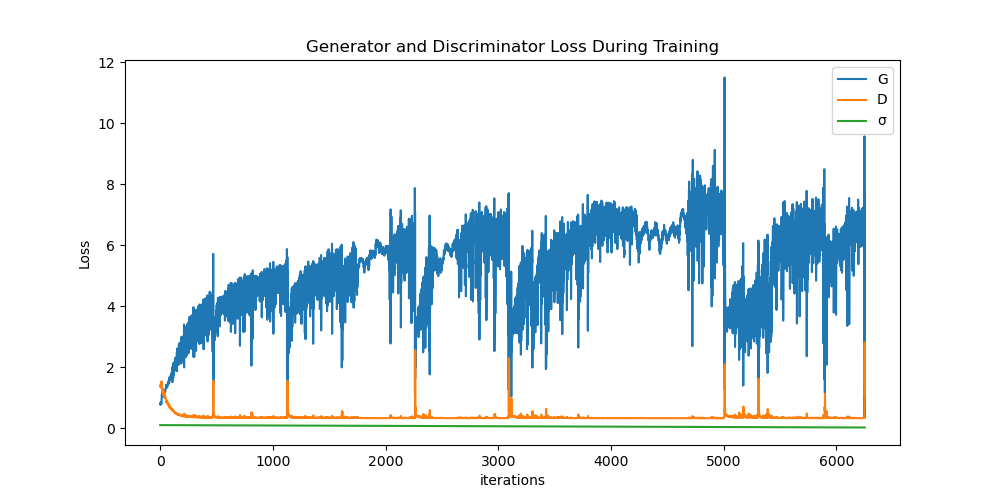 Generator and Discriminator Loss During Training
12
10
8
6
4
2
0
Loss
G
D
σ
0 1000 2000 3000 4000 5000 6000
iterations